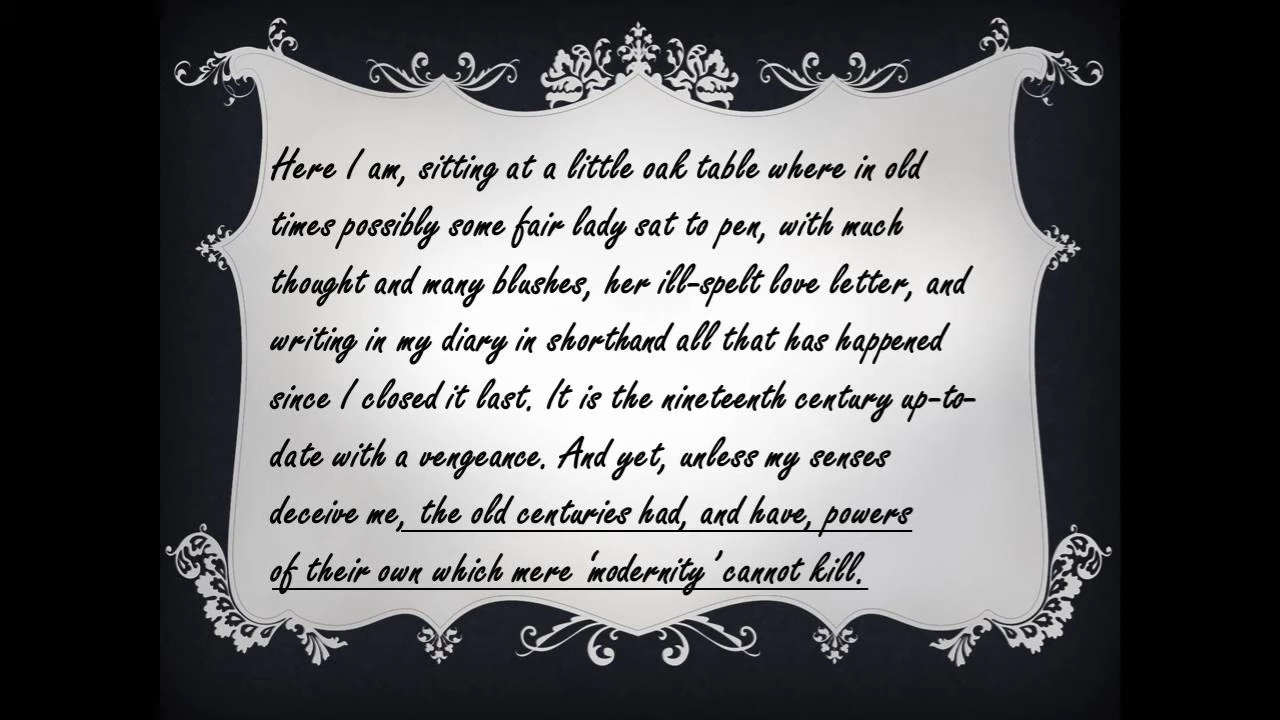 Here I am, sitting at a little oak table where in old
times possibly some fair lady sat to pen, with much
thought and many blushes, her ill-spelt love letter, and
writing in my diary in shorthand all that has happened
since I closed it last. It is the nineteenth century up-to-
date with a vengeance. And yet, unless my senses
deceive me, the old centuries had, and have, powers
of their own which mere 'modernity' cannot kill.